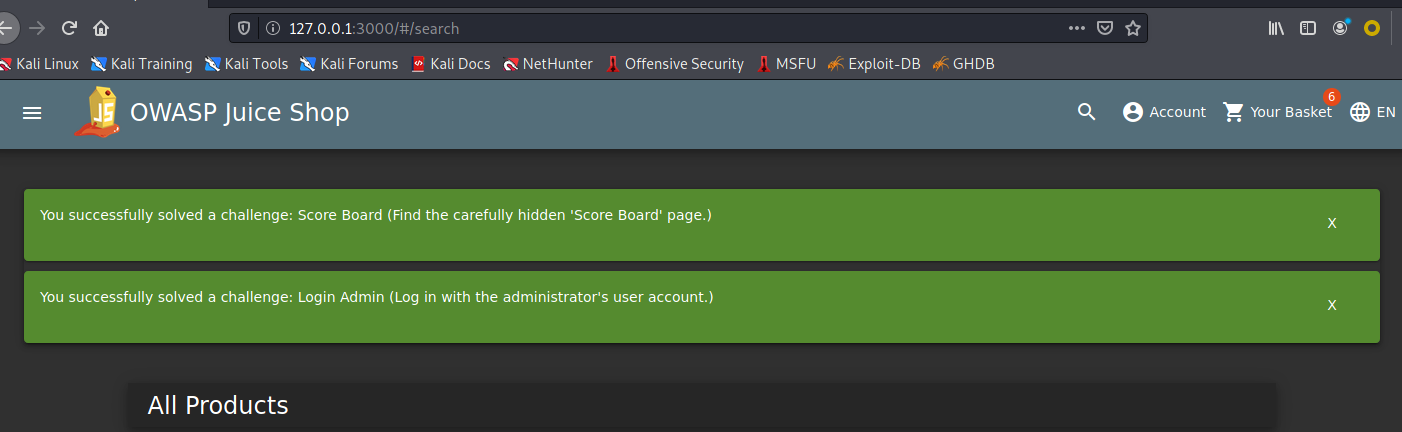 127.0.0.1:3000/#/search
Kali Linux Kali Training Kali Tools Kali Forums Kali Docs NetHunter Offensive Security MSFU Exploit-DB GHDB
JS OWASP Juice Shop Account Your Basket 6 EN
You successfully solved a challenge: Score Board (Find the carefully hidden 'Score Board' page.) X
You successfully solved a challenge: Login Admin (Log in with the administrator's user account.) X
All Products